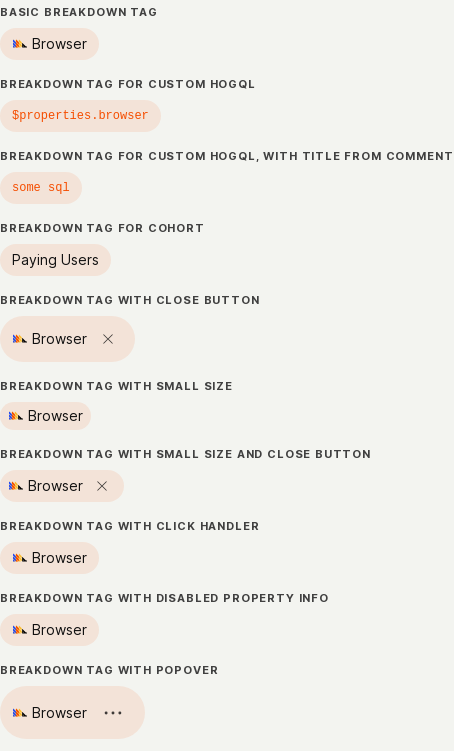 BASIC BREAKDOWN TAG
Browser
BREAKDOWN TAG FOR CUSTOM HOGQL
$properties.browser
BREAKDOWN TAG FOR CUSTOM HOGQL, WITH TITLE FROM COMMENT
some sql
BREAKDOWN TAG FOR COHORT
Paying Users
BREAKDOWN TAG WITH CLOSE BUTTON
Browser
BREAKDOWN TAG WITH SMALL SIZE
Browser
BREAKDOWN TAG WITH SMALL SIZE AND CLOSE BUTTON
Browser
BREAKDOWN TAG WITH CLICK HANDLER
Browser
BREAKDOWN TAG WITH DISABLED PROPERTY INFO
Browser
BREAKDOWN TAG WITH POPOVER
Browser